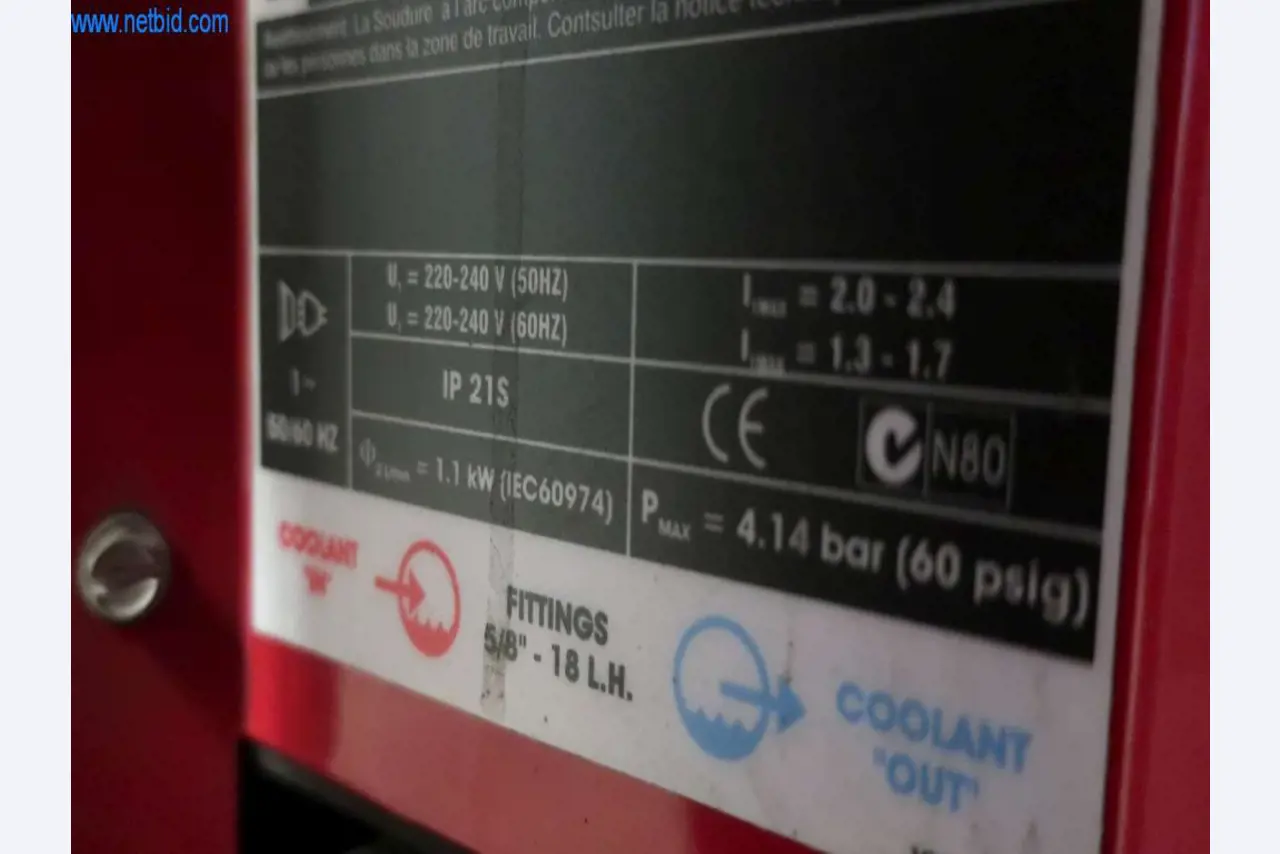 www.netbid.com
La Soudure à l'arc
les personnes dans la zone de travail. Contsulter la notice
U₁ = 220-240 V (50HZ)
U₁ = 220-240 V (60HZ)
I₁MAX = 2.0 - 2.4
I₁MAX = 1.3 - 1.7
1~
50/60 HZ
IP 21S
CE
N80
= 1.1 kW (IEC60974)
PMAX = 4.14 bar (60 psig)
COOLANT
"IN"
FITTINGS
5/8" - 18 L.H.
COOLANT
"OUT"